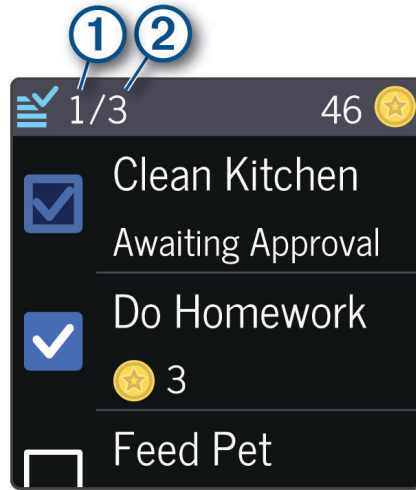 1 2
1/3 46
Clean Kitchen
Awaiting Approval
Do Homework
3
Feed Pet